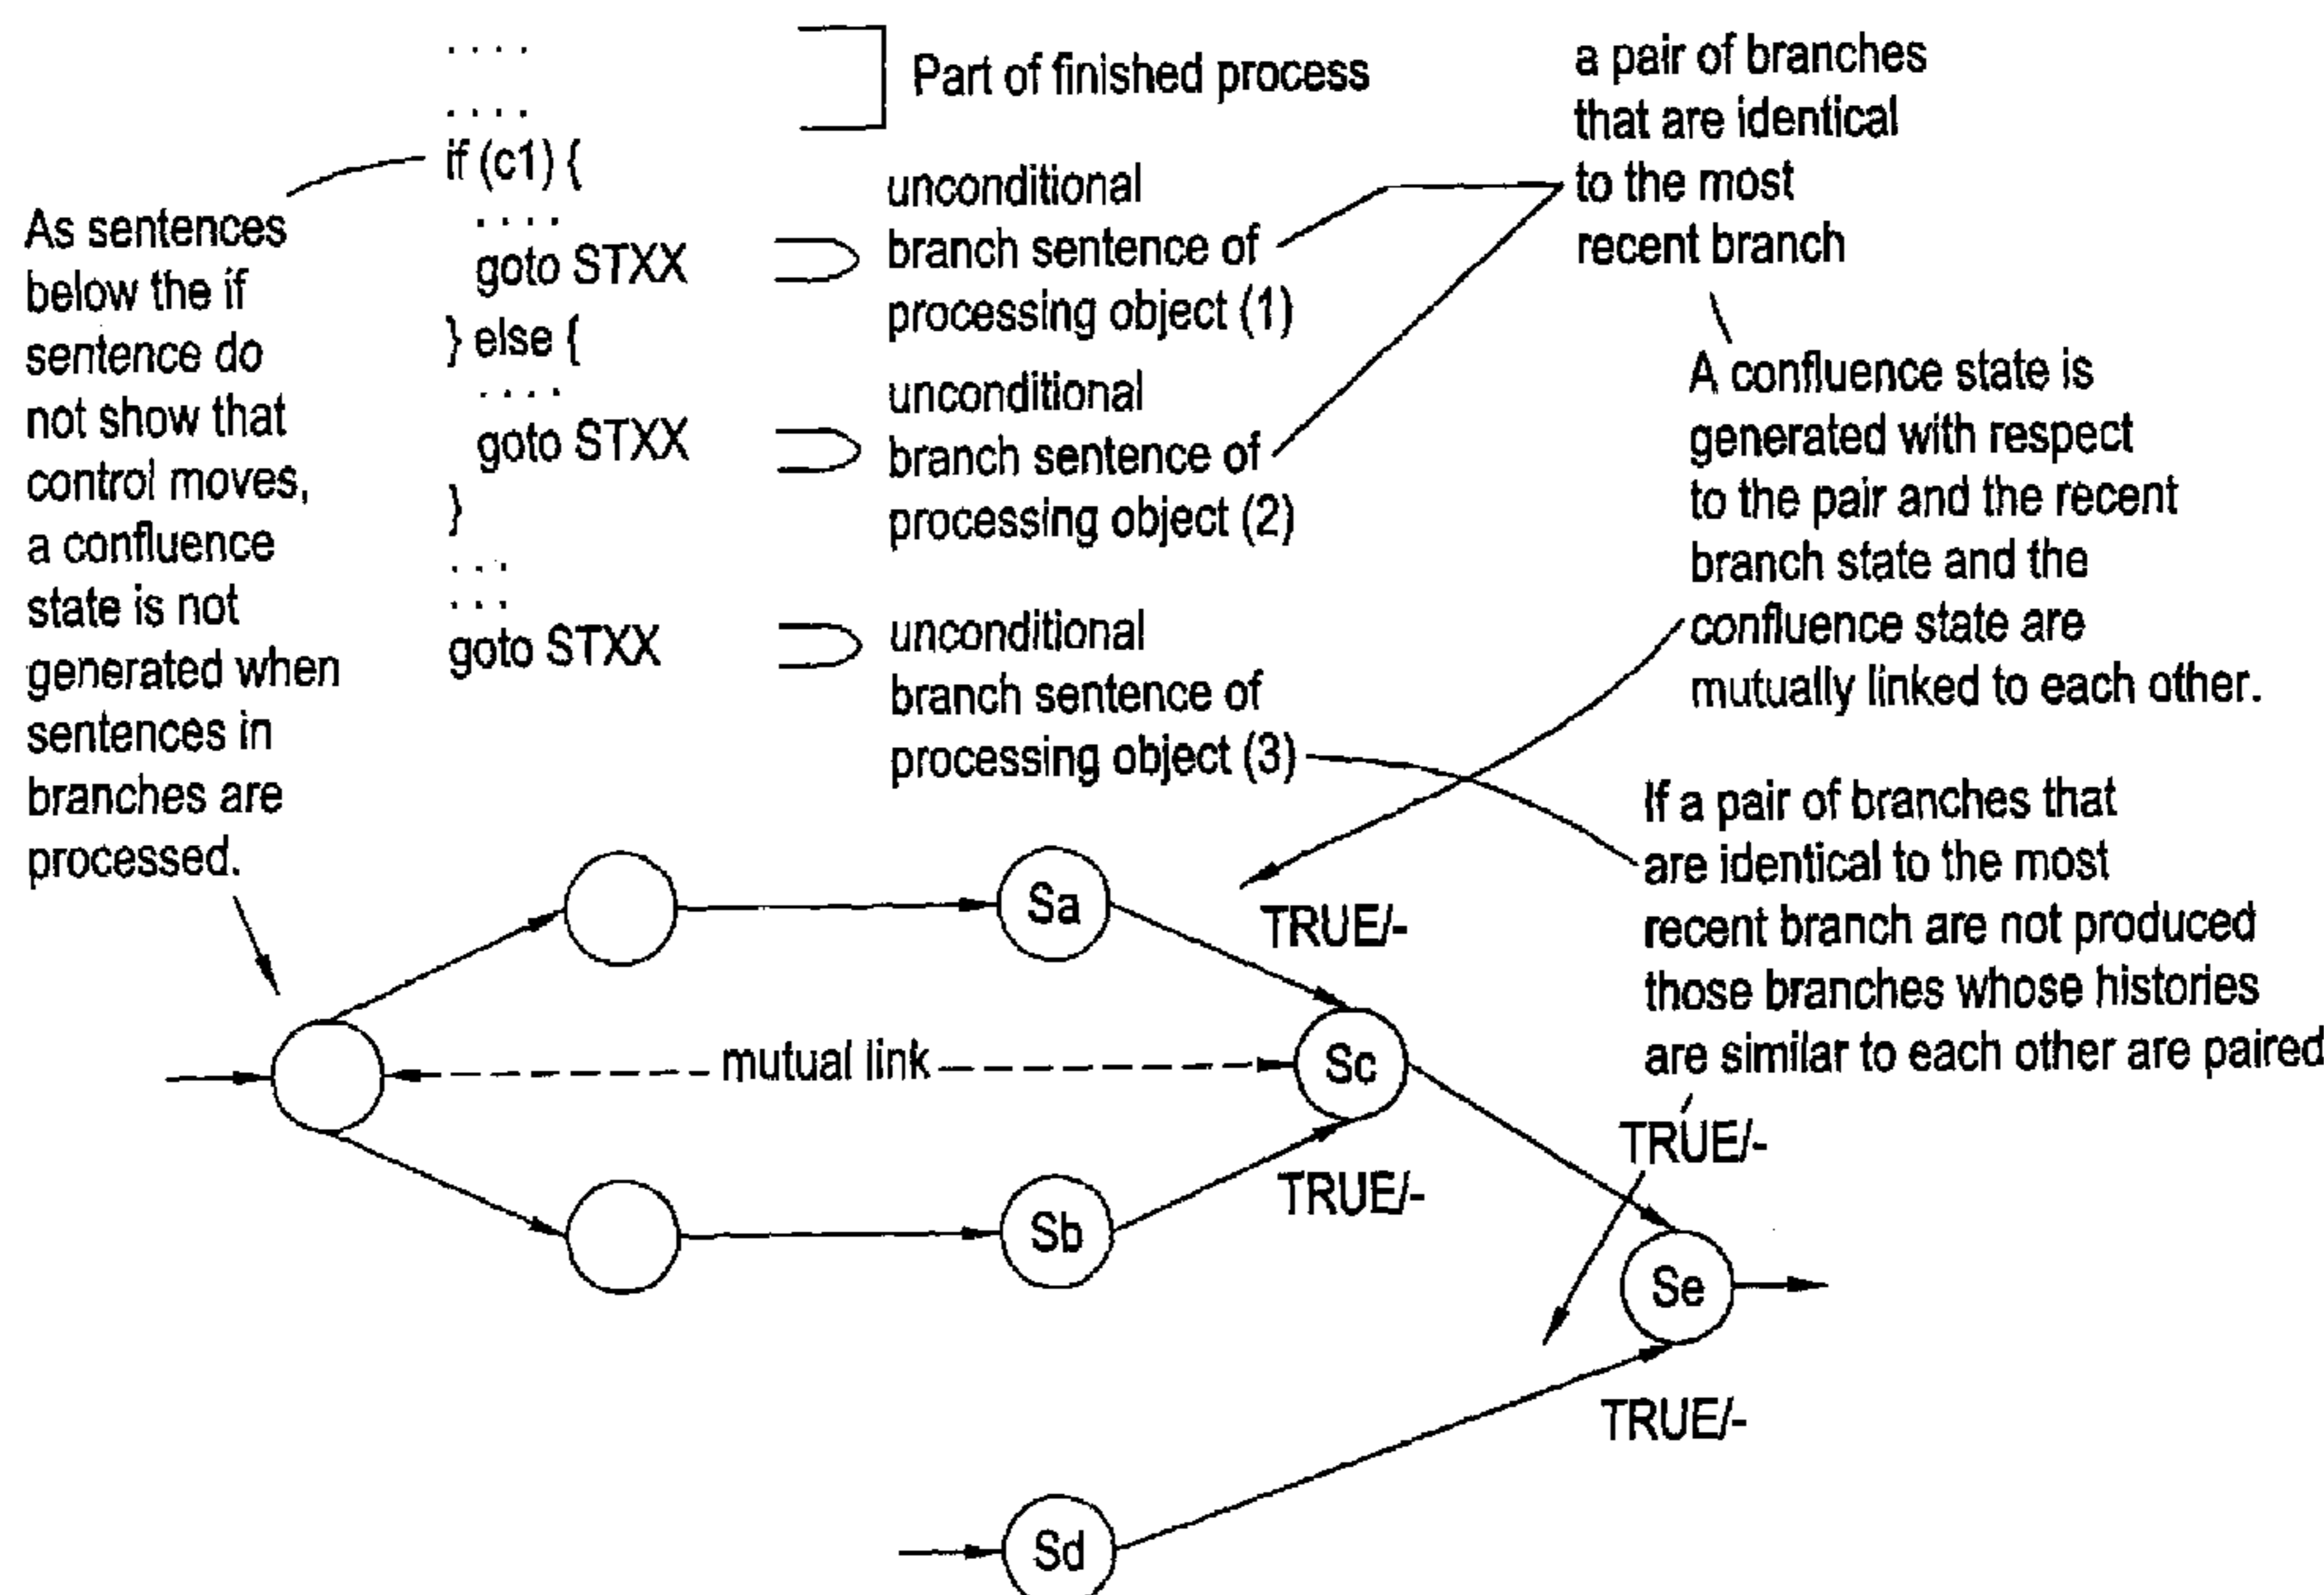 . . . .
. . . .
Part of finished process
if (c1) {
. . . .
goto STXX
} else {
. . . .
goto STXX
}
. . .
. . .
goto STXX
As sentences
below the if
sentence do
not show that
control moves,
a confluence
state is not
generated when
sentences in
branches are
processed.
unconditional
branch sentence of
processing object (1)
unconditional
branch sentence of
processing object (2)
unconditional
branch sentence of
processing object (3)
a pair of branches
that are identical
to the most
recent branch
A confluence state is
generated with respect
to the pair and the recent
branch state and the
confluence state are
mutually linked to each other.
If a pair of branches that
are identical to the most
recent branch are not produced
those branches whose histories
are similar to each other are paired
Sa
TRUE/-
mutual link
Sc
TRUE/-
Sb
TRUE/-
Se
TRUE/-
Sd